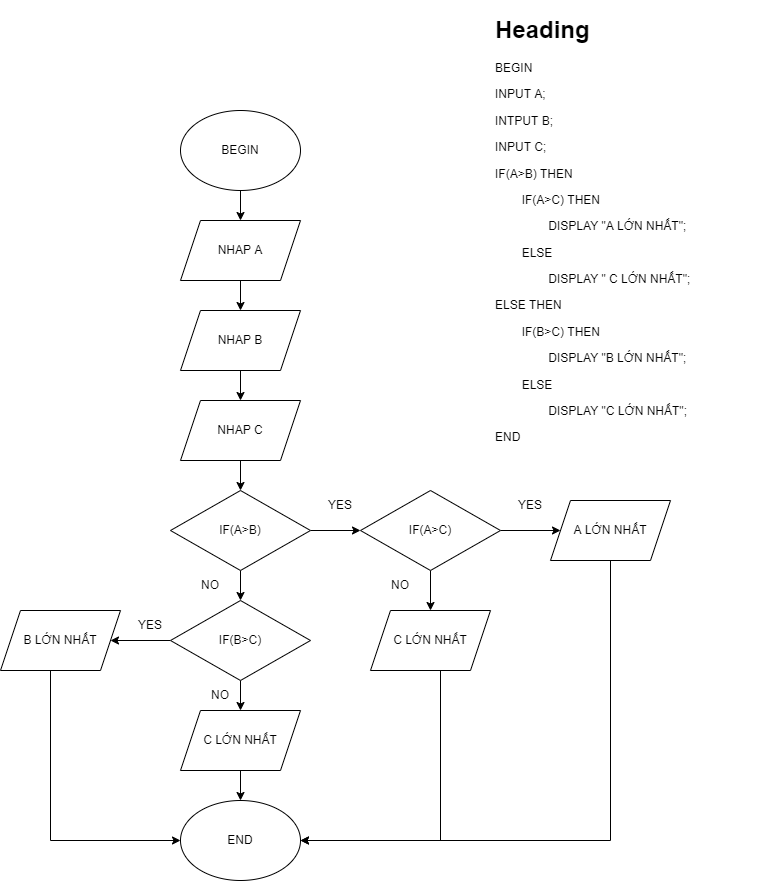 Heading
BEGIN
INPUT A;
INTPUT B;
INPUT C;
IF(A>B) THEN
IF(A>C) THEN
DISPLAY "A LỚN NHẤT";
ELSE
DISPLAY " C LỚN NHẤT";
ELSE THEN
IF(B>C) THEN
DISPLAY "B LỚN NHẤT";
ELSE
DISPLAY "C LỚN NHẤT";
END
BEGIN
NHAP A
NHAP B
NHAP C
IF(A>B)
YES
IF(A>C)
YES
A LỚN NHẤT
NO
NO
C LỚN NHẤT
IF(B>C)
YES
B LỚN NHẤT
NO
C LỚN NHẤT
END